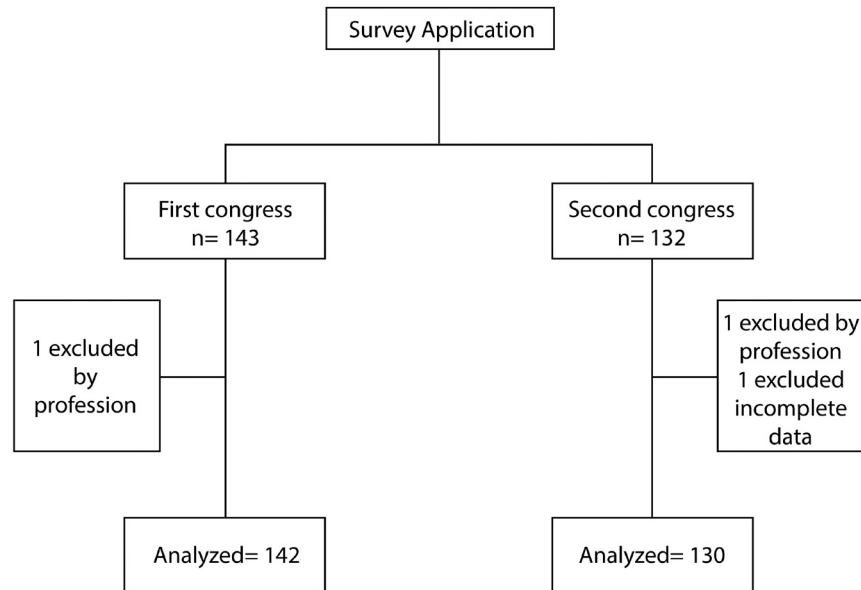 Survey Application
First congress
n= 143
Second congress
n= 132
1 excluded
by
profession
1 excluded by
profession
1 excluded
incomplete
data
Analyzed= 142
Analyzed= 130